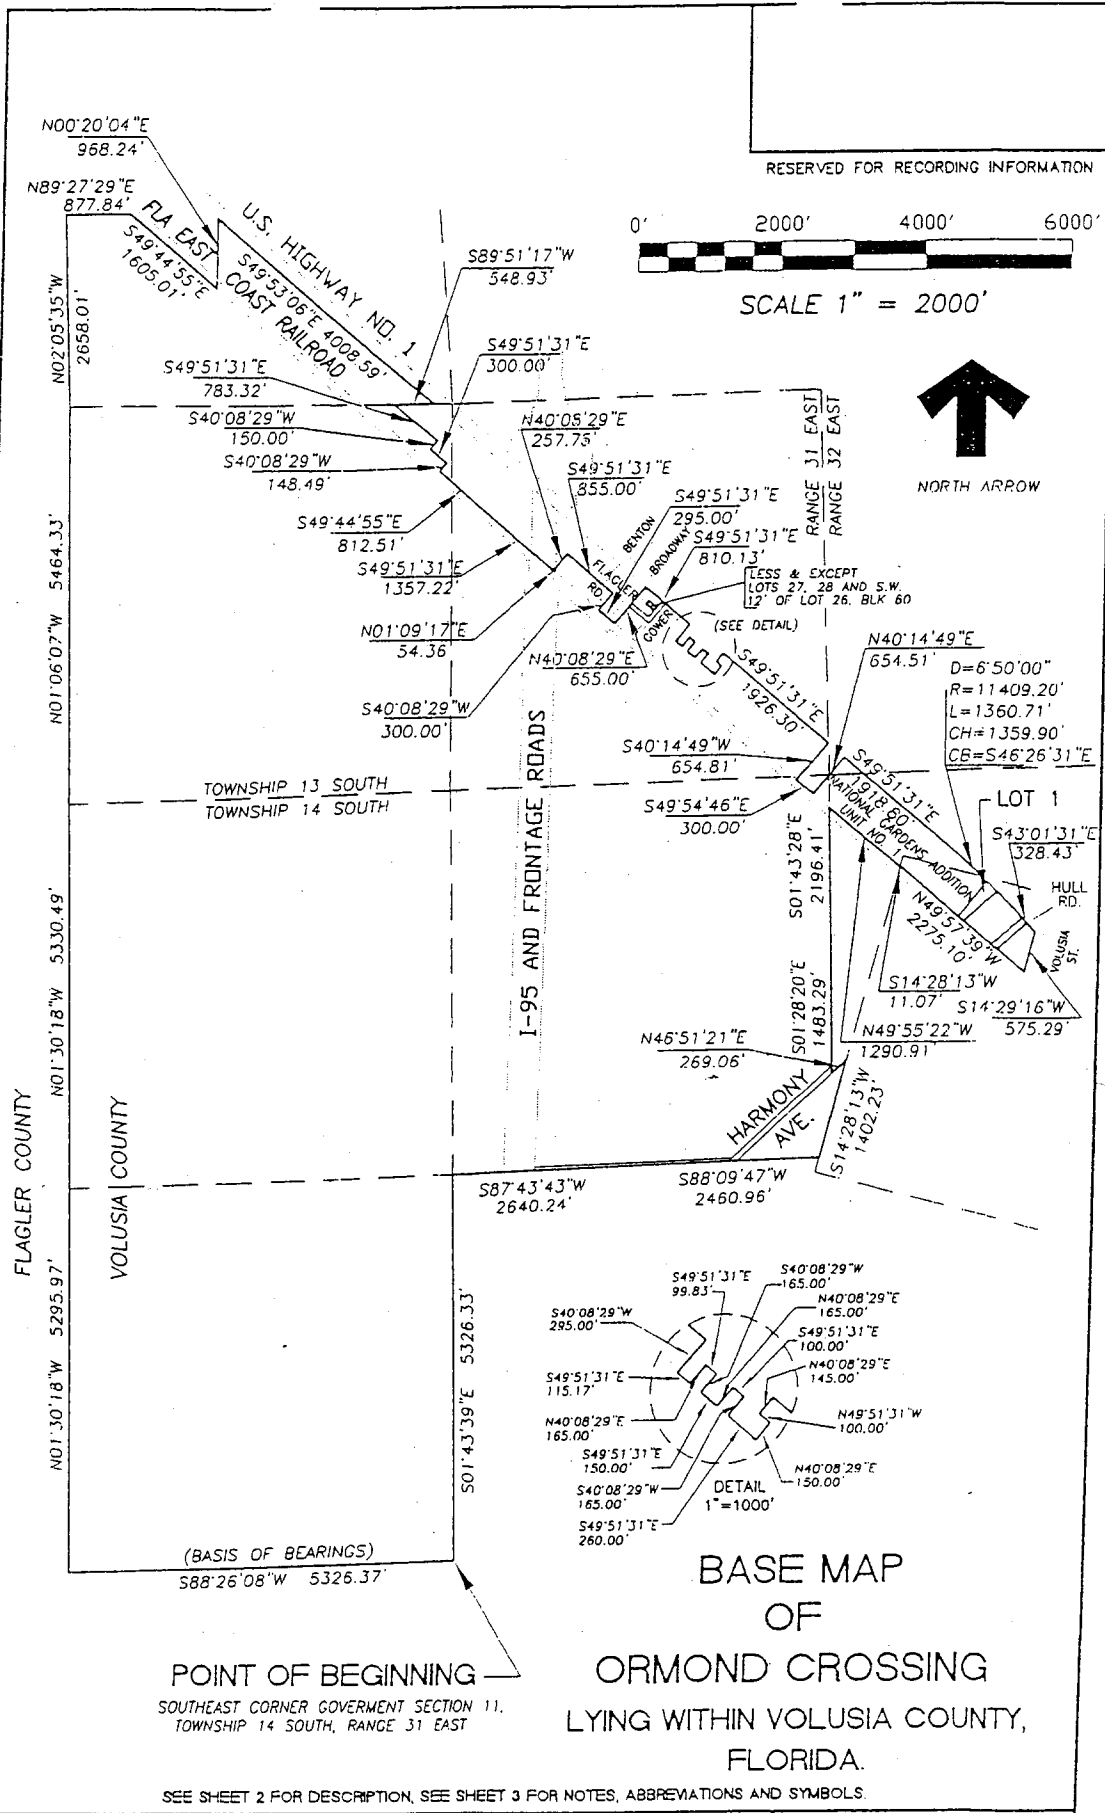 RESERVED FOR RECORDING INFORMATION
0' 2000' 4000' 6000'
SCALE 1" = 2000'
NORTH ARROW
N00°20'04"E
968.24'
N89°27'29"E
877.84'
FLA EAST COAST RAILROAD
S49°44'55"E
1605.01'
U.S. HIGHWAY NO. 1
S49°53'06"E 4008.59'
N02°05'35"W
2658.01'
S89°51'17"W
548.93'
S49°51'31"E
300.00'
S49°51'31"E
783.32'
S40°08'29"W
150.00'
S40°08'29"W
148.49'
N40°08'29"E
257.75'
S49°51'31"E
855.00'
S49°51'31"E
295.00'
S49°51'31"E
810.13'
BENTON
BROADWAY
FLAGLER
RD.
GOWER
LESS & EXCEPT
LOTS 27, 28 AND S.W.
12' OF LOT 26, BLK 60
(SEE DETAIL)
RANGE 31 EAST
RANGE 32 EAST
S49°44'55"E
812.51'
S49°51'31"E
1357.22'
N01°09'17"E
54.36
N40°08'29"E
655.00'
S40°08'29"W
300.00'
S49°51'31"E
1926.30'
N40°14'49"E
654.51'
D=6°50'00"
R=11409.20'
L=1360.71'
CH=1359.90'
CB=S46°26'31"E
S40°14'49"W
654.81'
S49°54'46"E
300.00'
N01°06'07"W 5464.33'
TOWNSHIP 13 SOUTH
TOWNSHIP 14 SOUTH
I-95 AND FRONTAGE ROADS
S49°51'31"E
1918.80'
NATIONAL GARDENS ADDITION
UNIT NO. 1
LOT 1
S43°01'31"E
328.43'
HULL
RD.
VOLUSIA
ST.
S01°43'28"E
2196.41'
N49°57'39"W
2275.10'
S14°28'13"W
11.07'
S14°29'16"W
575.29'
N49°55'22"W
1290.91'
S01°28'20"E
1483.29'
N46°51'21"E
269.06'
HARMONY
AVE.
S14°28'13"W
1402.23'
N01°30'18"W 5330.49'
S87°43'43"W
2640.24'
S88°09'47"W
2460.96'
FLAGLER COUNTY
VOLUSIA COUNTY
N01°30'18"W 5295.97'
S01°43'39"E 5326.33'
S40°08'29"W
165.00'
S49°51'31"E
99.83'
N40°08'29"E
165.00'
S40°08'29"W
295.00'
S49°51'31"E
100.00'
N40°08'29"E
145.00'
S49°51'31"E
115.17'
N49°51'31"W
100.00'
N40°08'29"E
165.00'
S49°51'31"E
150.00'
N40°08'29"E
150.00'
S40°08'29"W
165.00'
DETAIL
1"=1000'
S49°51'31"E
260.00'
(BASIS OF BEARINGS)
S88°26'08"W 5326.37'
POINT OF BEGINNING
SOUTHEAST CORNER GOVERMENT SECTION 11,
TOWNSHIP 14 SOUTH, RANGE 31 EAST
BASE MAP
OF
ORMOND CROSSING
LYING WITHIN VOLUSIA COUNTY,
FLORIDA.
SEE SHEET 2 FOR DESCRIPTION, SEE SHEET 3 FOR NOTES, ABBREVIATIONS AND SYMBOLS.